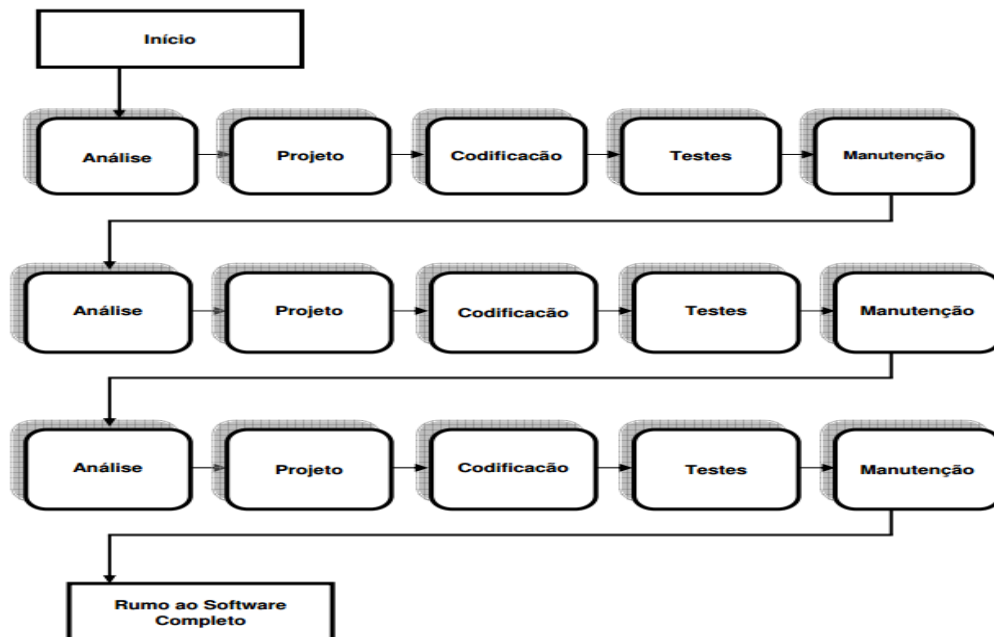 Início
Análise
Projeto
Codificacão
Testes
Manutenção
Análise
Projeto
Codificacão
Testes
Manutenção
Análise
Projeto
Codificacão
Testes
Manutenção
Rumo ao Software
Completo